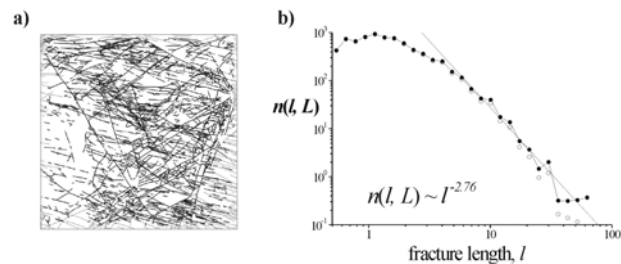 a)
b)
10³
10²
n(l, L)
10¹
10⁰
n(l, L) ~ l⁻²·⁷⁶
10⁻¹
1
10
100
fracture length, l